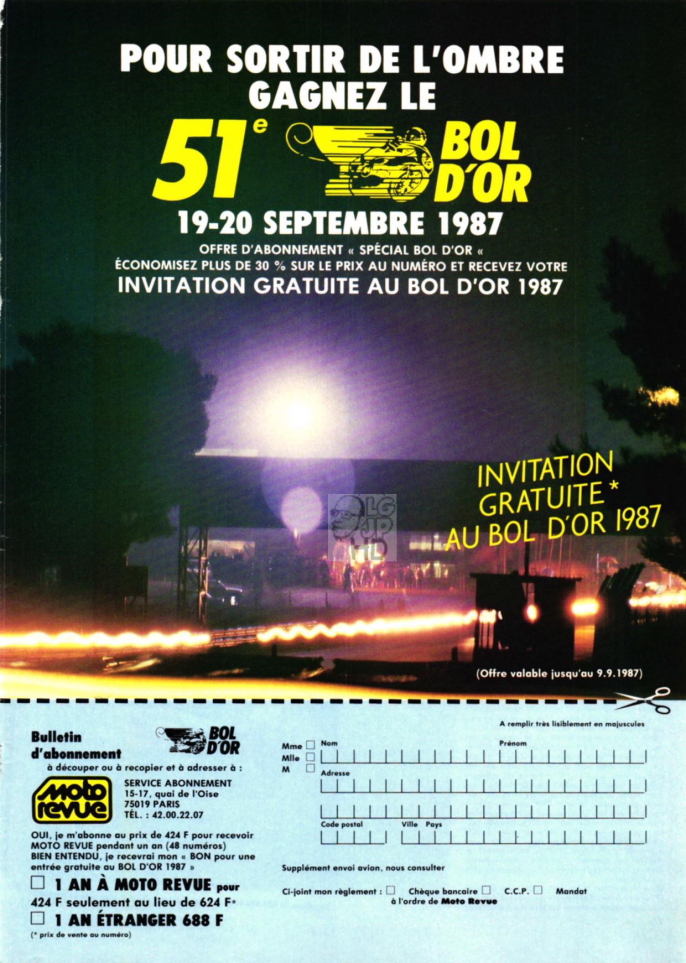 POUR SORTIR DE L'OMBRE
GAGNEZ LE
51e BOL
D'OR
19-20 SEPTEMBRE 1987
OFFRE D'ABONNEMENT « SPÉCIAL BOL D'OR «
ÉCONOMISEZ PLUS DE 30 % SUR LE PRIX AU NUMÉRO ET RECEVEZ VOTRE
INVITATION GRATUITE AU BOL D'OR 1987
INVITATION
GRATUITE*
AU BOL D'OR 1987
LG
JP
TD
(Offre valable jusqu'au 9.9.1987)
A remplir très lisiblement en majuscules
Bulletin
d'abonnement
BOL
D'OR
à découper ou à recopier et à adresser à :
moto
revue
SERVICE ABONNEMENT
15-17, quai de l'Oise
75019 PARIS
TÉL. : 42.00.22.07
OUI, je m'abonne au prix de 424 F pour recevoir
MOTO REVUE pendant un an (48 numéros)
BIEN ENTENDU, je recevrai mon « BON pour une
entrée gratuite au BOL D'OR 1987 »
1 AN À MOTO REVUE pour
424 F seulement au lieu de 624 F*
1 AN ÉTRANGER 688 F
(* prix de vente au numéro)
Mme
Mlle
M
Nom Prénom
Adresse
Code postal Ville Pays
Supplément envoi avion, nous consulter
Ci-joint mon règlement : Chèque bancaire C.C.P. Mandat
à l'ordre de Moto Revue